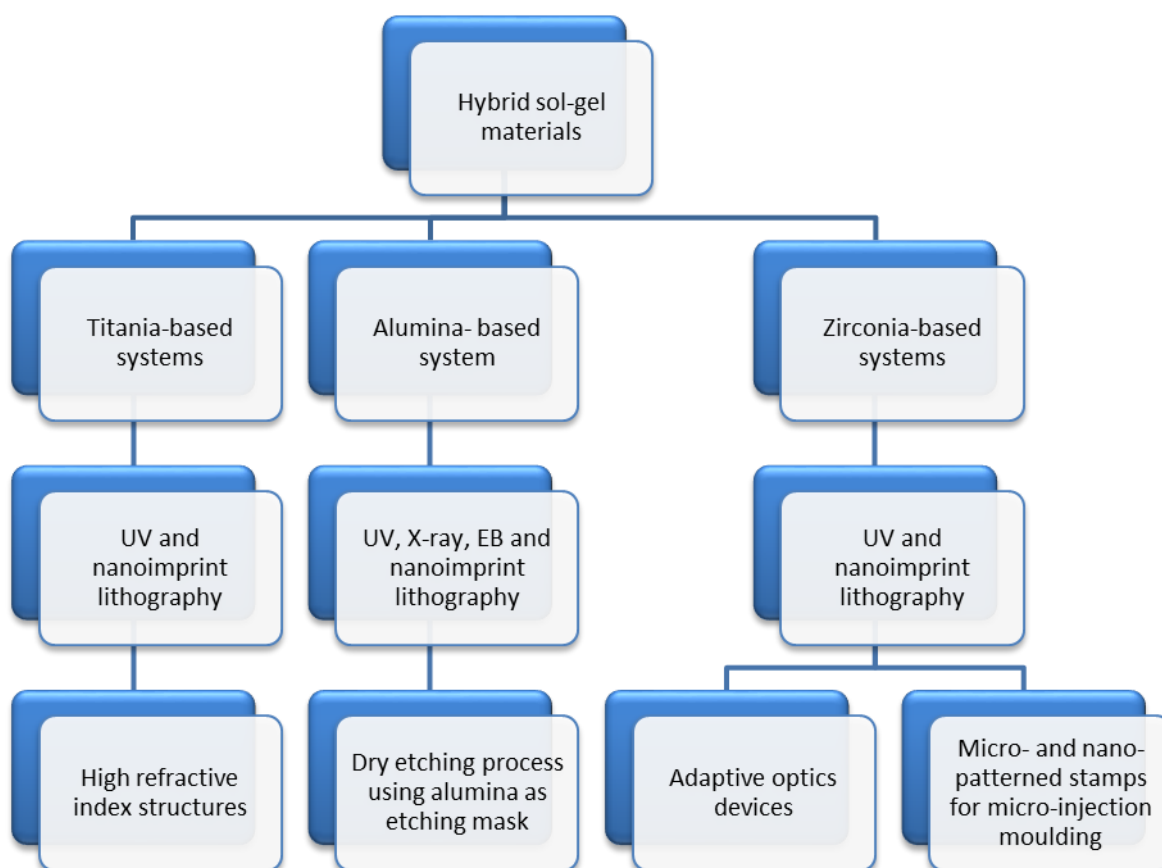 Hybrid sol-gel
materials
Titania-based
systems
Alumina- based
system
Zirconia-based
systems
UV and
nanoimprint
lithography
UV, X-ray, EB and
nanoimprint
lithography
UV and
nanoimprint
lithography
High refractive
index structures
Dry etching process
using alumina as
etching mask
Adaptive optics
devices
Micro- and nano-
patterned stamps
for micro-injection
moulding